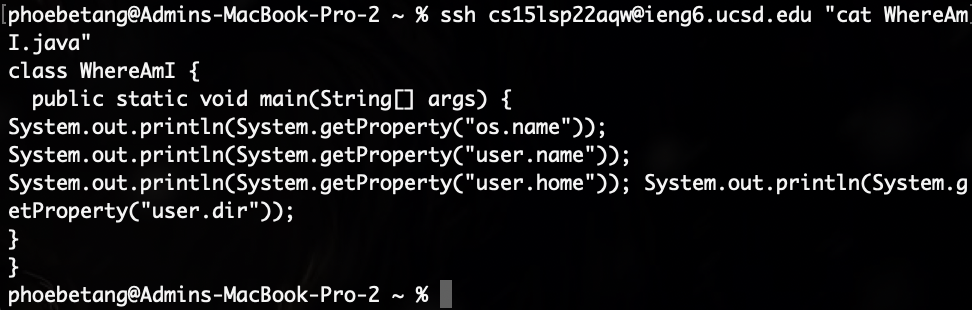 phoebetang@Admins-MacBook-Pro-2 ~ % ssh cs15lsp22aqw@ieng6.ucsd.edu "cat WhereAm
I.java"
class WhereAmI {
  public static void main(String[] args) {
System.out.println(System.getProperty("os.name"));
System.out.println(System.getProperty("user.name"));
System.out.println(System.getProperty("user.home")); System.out.println(System.g
etProperty("user.dir"));
}
}
phoebetang@Admins-MacBook-Pro-2 ~ %